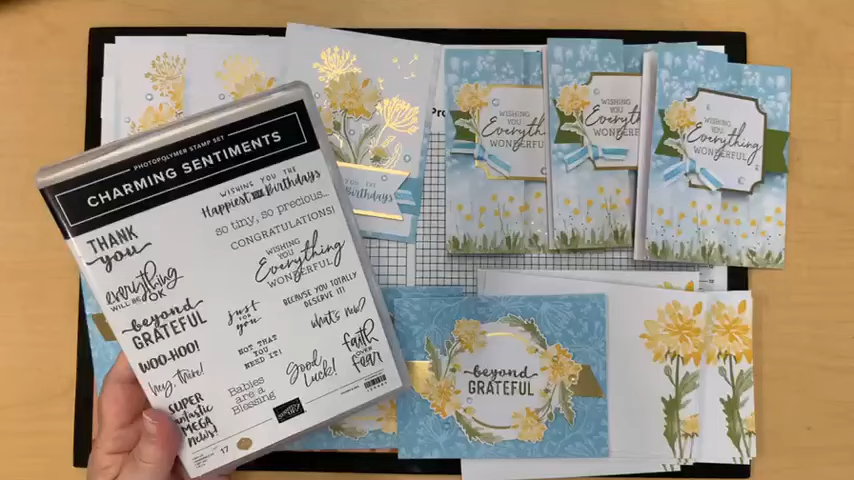 PHOTOPOLYMER STAMP SET
CHARMING SENTIMENTS
THANK
you
everything
WILL BE OK
beyond
GRATEFUL
WOO-HOO!
hey, there!
SUPER
fantastic
MEGA
news!
17
WISHING YOU THE
Happiest OF Birthdays
so tiny, so precious...
CONGRATULATIONS!
WISHING
YOU
Everything
WONDERFUL
BECAUSE YOU TOTALLY
DESERVE IT!
just
FOR
you
what's new?
NOT THAT
YOU
NEED IT!
Good
Luck!
faith
OVER
fear
Babies
are a
Blessing
Birthdays
WISHING
YOU
Everything
WONDERFUL
WISHING
YOU
Everything
WONDERFUL
WISHING
YOU
Everything
WONDERFUL
beyond
GRATEFUL